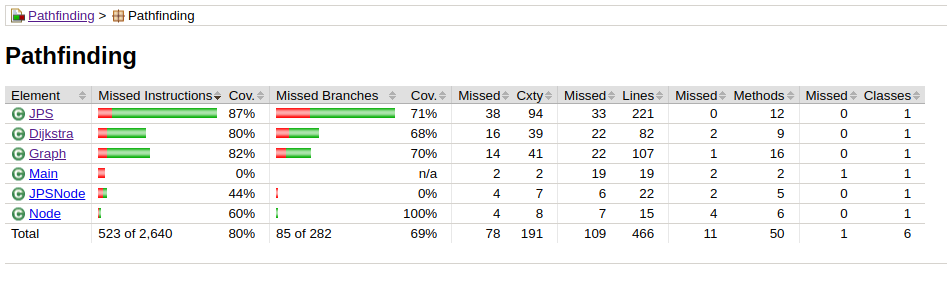 Pathfinding > Pathfinding
Pathfinding
Element Missed Instructions Cov. Missed Branches Cov. Missed Cxty Missed Lines Missed Methods Missed Classes
C JPS 87% 71% 38 94 33 221 0 12 0 1
C Dijkstra 80% 68% 16 39 22 82 2 9 0 1
C Graph 82% 70% 14 41 22 107 1 16 0 1
C Main 0% n/a 2 2 19 19 2 2 1 1
C JPSNode 44% 0% 4 7 6 22 2 5 0 1
C Node 60% 100% 4 8 7 15 4 6 0 1
Total 523 of 2,640 80% 85 of 282 69% 78 191 109 466 11 50 1 6